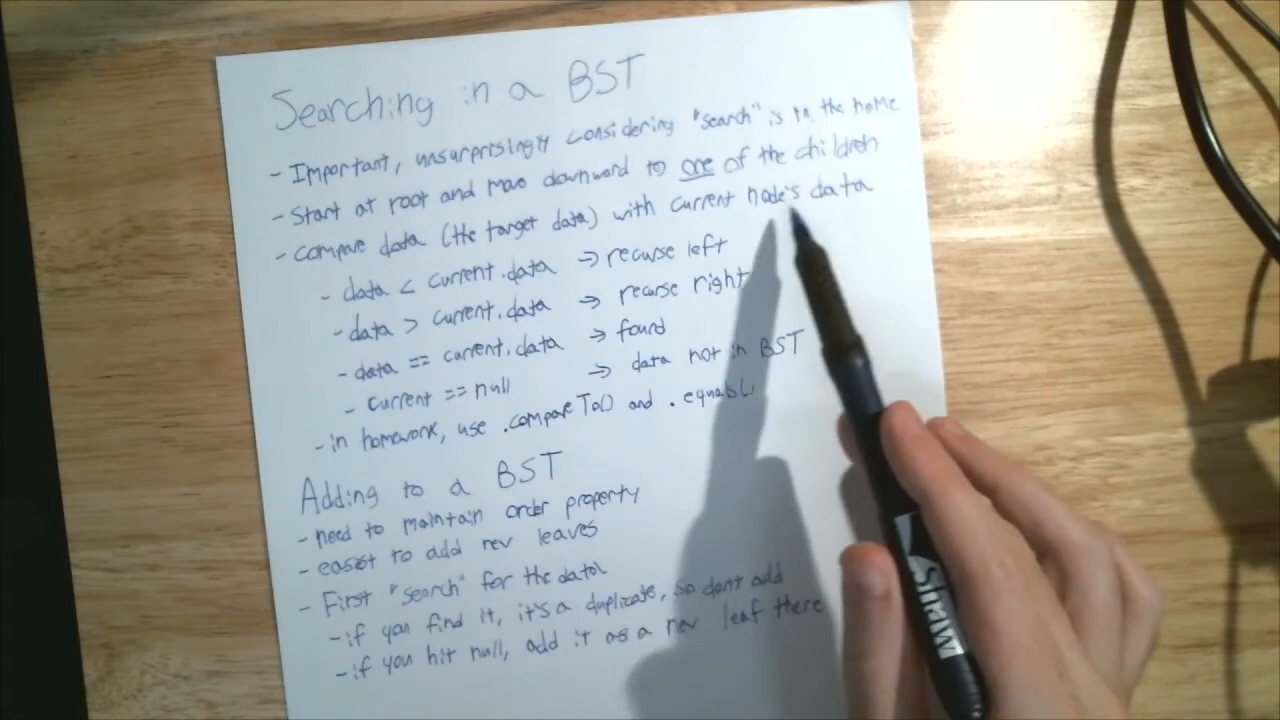 Searching in a BST
- Important, unsurprisingly considering "search" is in the name
- Start at root and move downward to one of the children
- compare data (the target data) with current node's data
- data < current.data → recurse left
- data > current.data → recurse right
- data == current.data → found
- current == null → data not in BST
- in homework, use .compareTo() and .equals()
Adding to a BST
- need to maintain order property
- easist to add new leaves
- First "search" for the data
- if you find it, it's a duplicate, so dont add
- if you hit null, add it as a new leaf there
Sharpie